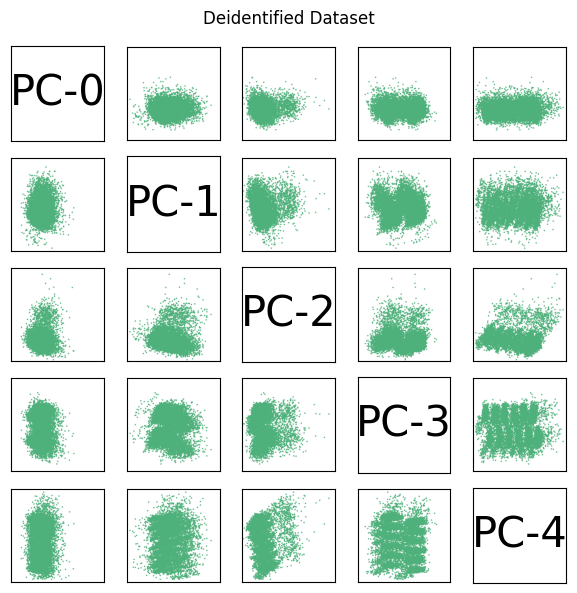 Deidentified Dataset
PC-0
PC-1
PC-2
PC-3
PC-4